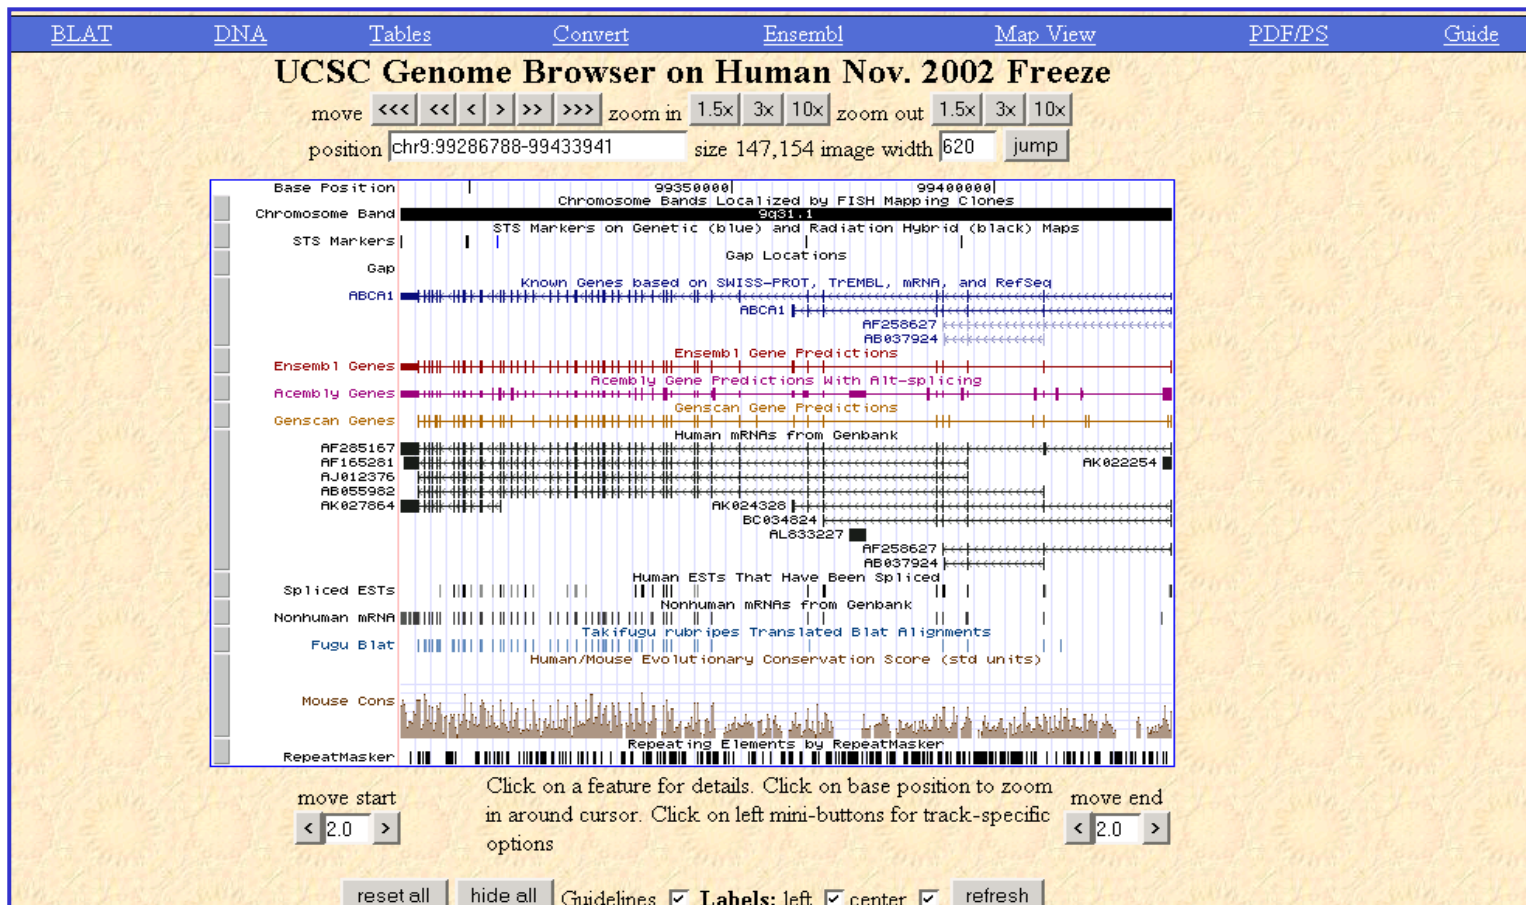 BLAT DNA Tables Convert Ensembl Map View PDF/PS Guide
UCSC Genome Browser on Human Nov. 2002 Freeze
move <<< << < > >> >>> zoom in 1.5x 3x 10x zoom out 1.5x 3x 10x
position chr9:99286788-99433941 size 147,154 image width 620 jump
Base Position 99350000 99400000
Chromosome Bands Localized by FISH Mapping Clones
Chromosome Band 9q31.1
STS Markers on Genetic (blue) and Radiation Hybrid (black) Maps
STS Markers
Gap Locations
Gap
Known Genes based on SWISS-PROT, TrEMBL, mRNA, and RefSeq
ABCA1
ABCA1
AF258627
AB037924
Ensembl Gene Predictions
Ensembl Genes
Acembly Gene Predictions With Alt-splicing
Acembly Genes
Genscan Gene Predictions
Genscan Genes
Human mRNAs from Genbank
AF285167
AF165281 AK022254
AJ012376
AB055982
AK027864 AK024328
BC034824
AL833227
AF258627
AB037924
Human ESTs That Have Been Spliced
Spliced ESTs
Nonhuman mRNAs from Genbank
Nonhuman mRNA
Takifugu rubripes Translated Blat Alignments
Fugu Blat
Human/Mouse Evolutionary Conservation Score (std units)
Mouse Cons
Repeating Elements by RepeatMasker
RepeatMasker
move start
< 2.0 >
Click on a feature for details. Click on base position to zoom
in around cursor. Click on left mini-buttons for track-specific
options
move end
< 2.0 >
reset all hide all Guidelines Labels: left center refresh